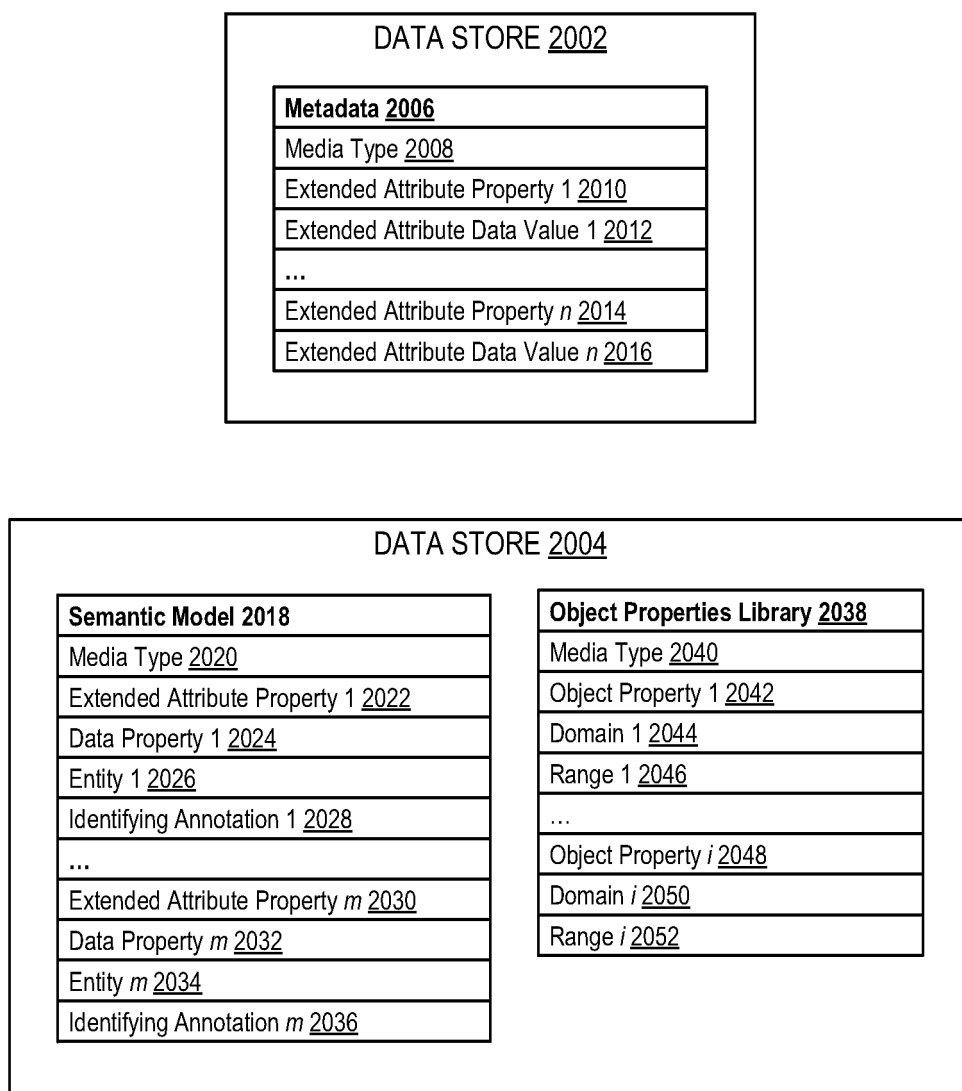 DATA STORE 2002
Metadada 2006
Media Type 2008
Extended Attribute Property 1 2010
Extended Attribute Data Value 1 2012
...
Extended Attribute Property n 2014
Extended Attribute Data Value n 2016
DATA STORE 2004
Semantic Model 2018
Media Type 2020
Extended Attribute Property 1 2022
Data Property 1 2024
Entity 1 2026
Identifying Annotation 1 2028
...
Extended Attribute Property m 2030
Data Property m 2032
Entity m 2034
Identifying Annotation m 2036
Object Properties Library 2038
Media Type 2040
Object Property 1 2042
Domain 1 2044
Range 1 2046
...
Object Property i 2048
Domain i 2050
Range i 2052